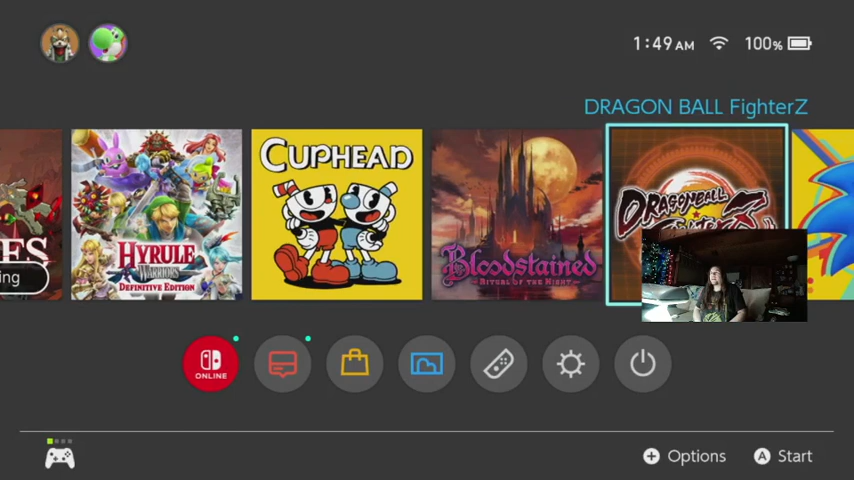 1:49 AM
100%
DRAGON BALL FighterZ
CUPHEAD
HYRULE
WARRIORS
DEFINITIVE EDITION
Bloodstained
RITUAL OF THE NIGHT
DRAGONBALL
ES
ing
ONLINE
Options
A Start